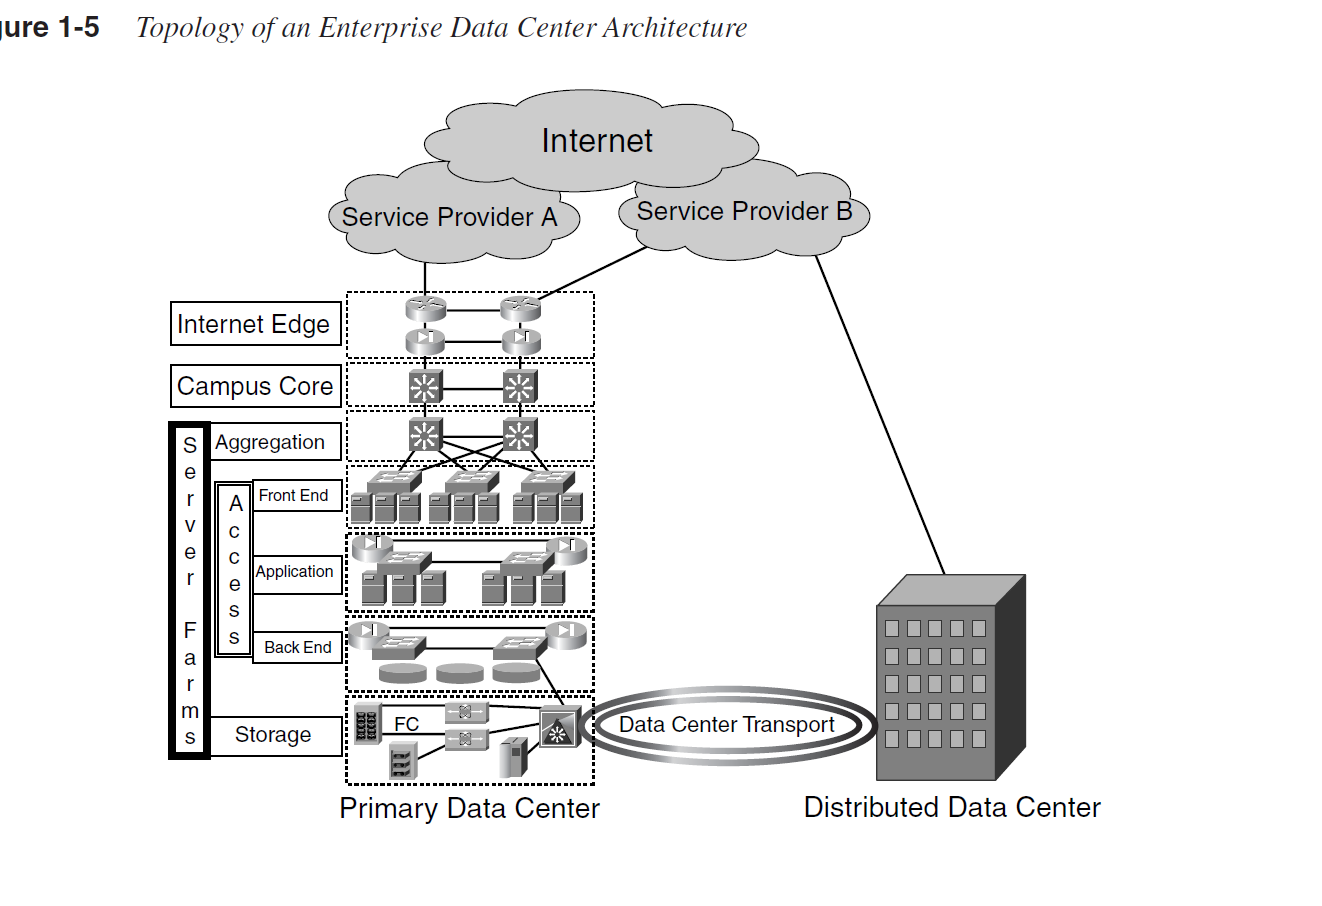 gure 1-5 Topology of an Enterprise Data Center Architecture
Internet
Service Provider A
Service Provider B
Internet Edge
Campus Core
Server Farms
Aggregation
Access
Front End
Application
Back End
Storage
FC
Data Center Transport
Primary Data Center
Distributed Data Center